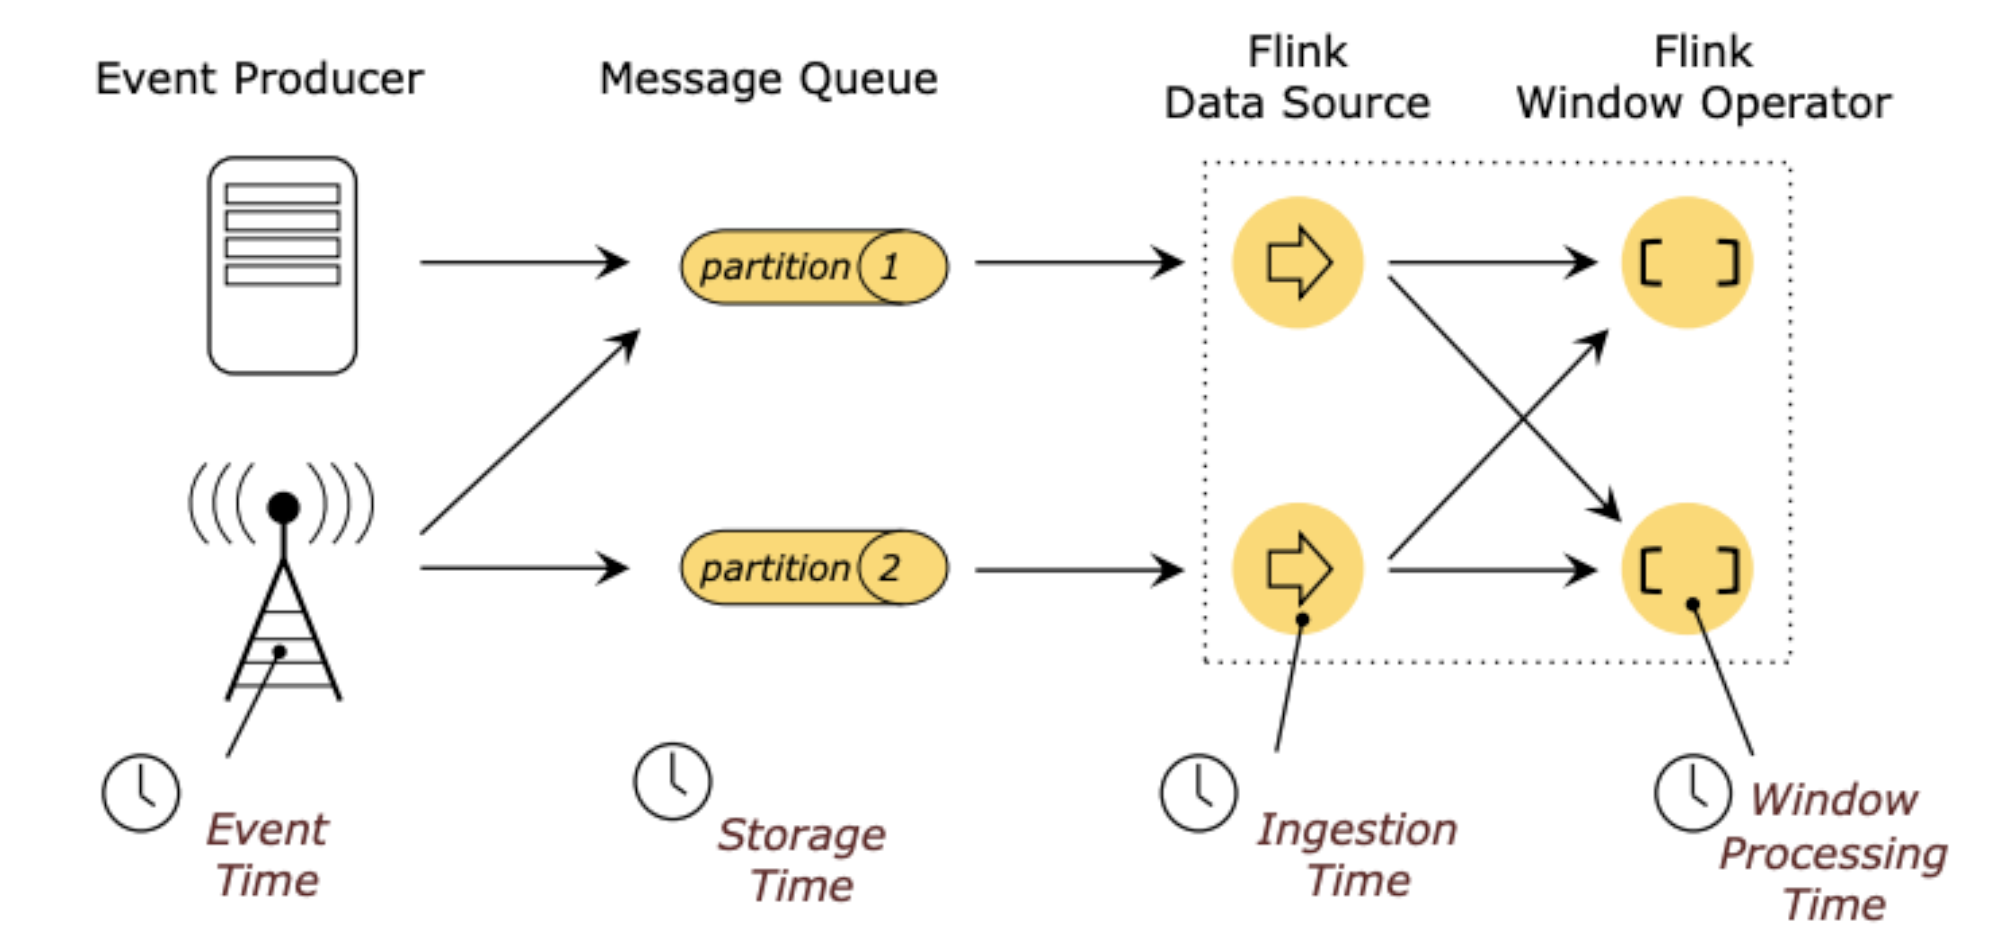 Event Producer
Message Queue
Flink
Data Source
Flink
Window Operator
partition 1
partition 2
Event
Time
Storage
Time
Ingestion
Time
Window
Processing
Time